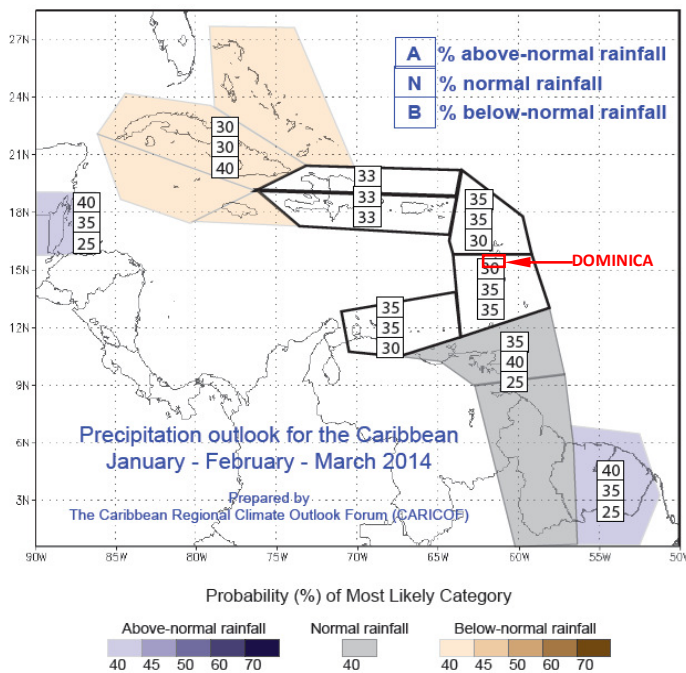 27N
24N
21N
18N
15N
12N
9N
6N
3N
A % above-normal rainfall
N % normal rainfall
B % below-normal rainfall
30
30
40
33
33
33
40
35
25
35
35
30
DOMINICA
30
35
35
35
35
30
35
40
25
40
35
25
Precipitation outlook for the Caribbean
January - February - March 2014
Prepared by
The Caribbean Regional Climate Outlook Forum (CARICOF)
90W 85W 80W 75W 70W 65W 60W 55W 50W
Probability (%) of Most Likely Category
Above-normal rainfall Normal rainfall Below-normal rainfall
40 45 50 60 70 40 40 45 50 60 70